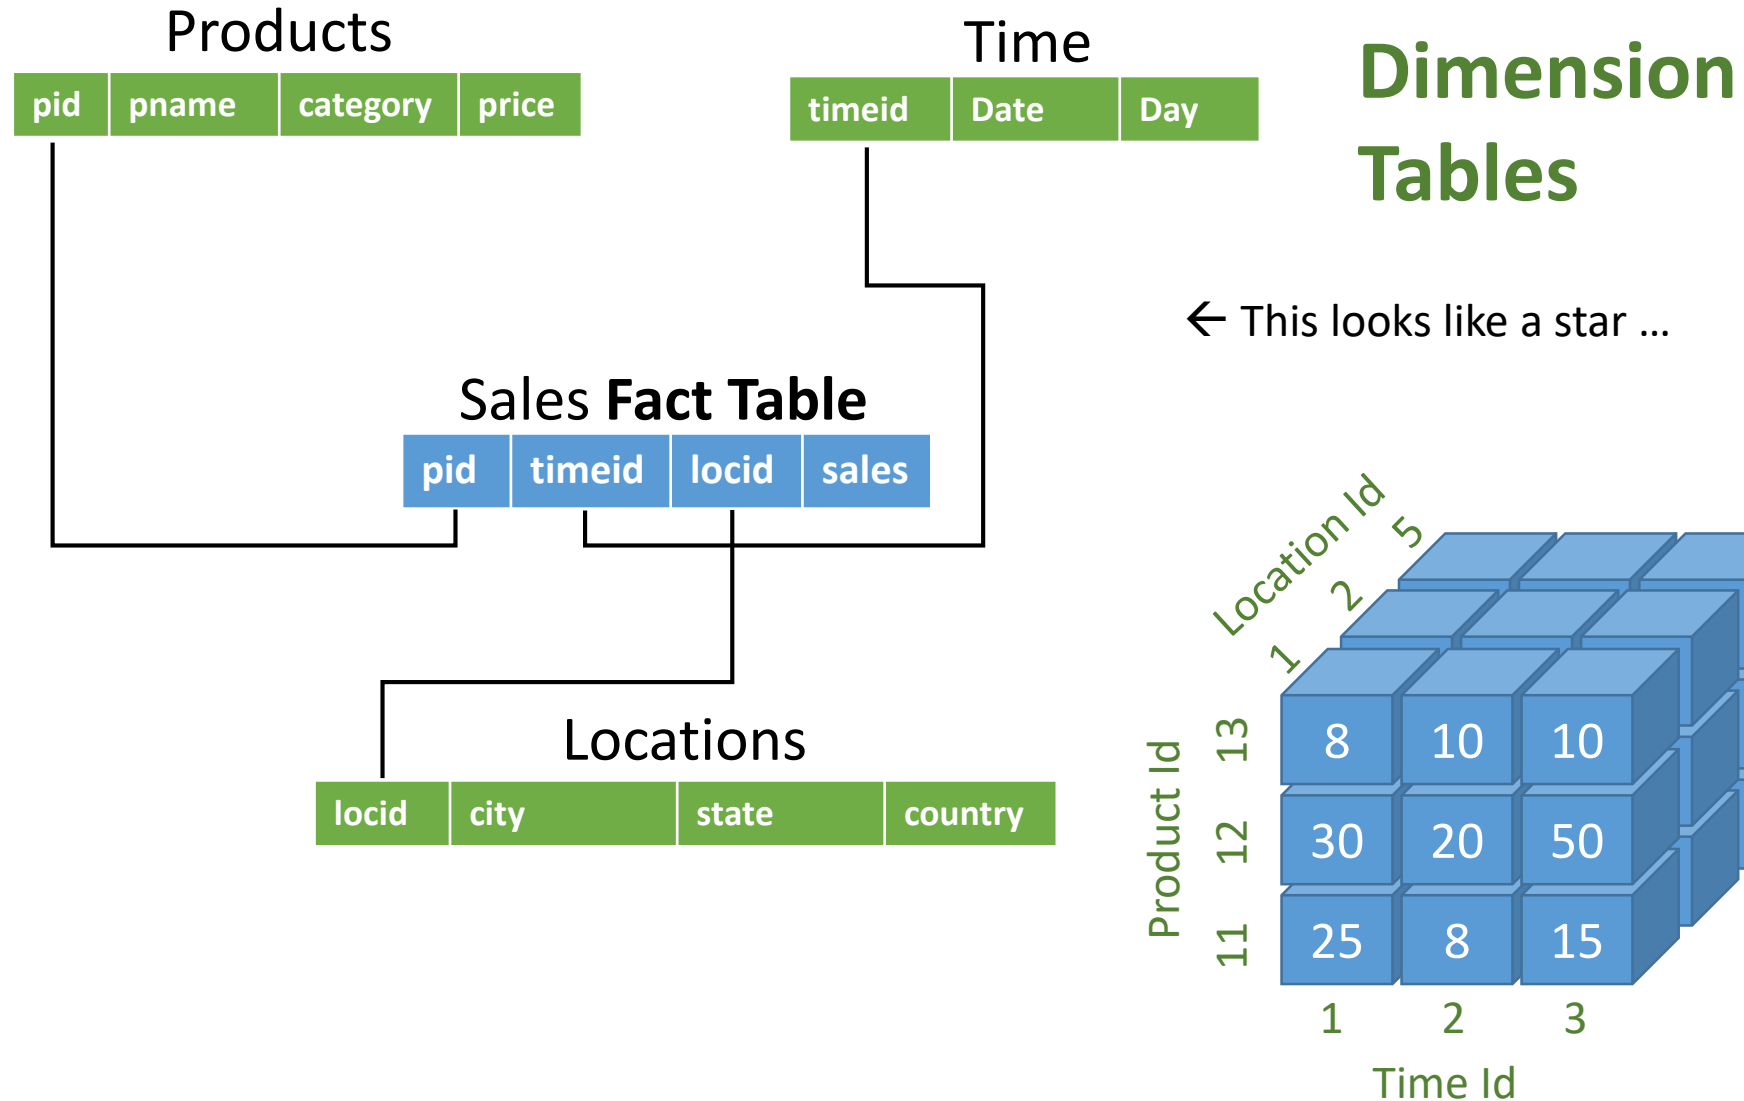 Products
pid pname category price
Time
timeid Date Day
Dimension
Tables
← This looks like a star …
Sales Fact Table
pid timeid locid sales
Locations
locid city state country
Location Id
1 2 5
Product Id
13 8 10 10
12 30 20 50
11 25 8 15
1 2 3
Time Id